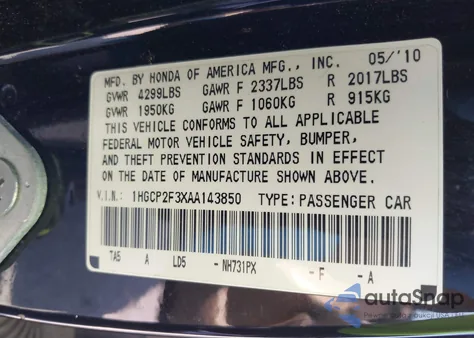 MFD. BY HONDA OF AMERICA MFG., INC. 05/'10
GVWR 4299LBS GAWR F 2337LBS R 2017LBS
GVWR 1950KG GAWR F 1060KG R 915KG
THIS VEHICLE CONFORMS TO ALL APPLICABLE
FEDERAL MOTOR VEHICLE SAFETY, BUMPER,
AND THEFT PREVENTION STANDARDS IN EFFECT
ON THE DATE OF MANUFACTURE SHOWN ABOVE.
V.I.N: 1HGCP2F3XAA143850 TYPE: PASSENGER CAR
TA5 A LD5 -NH731PX -F -A
autoSnap